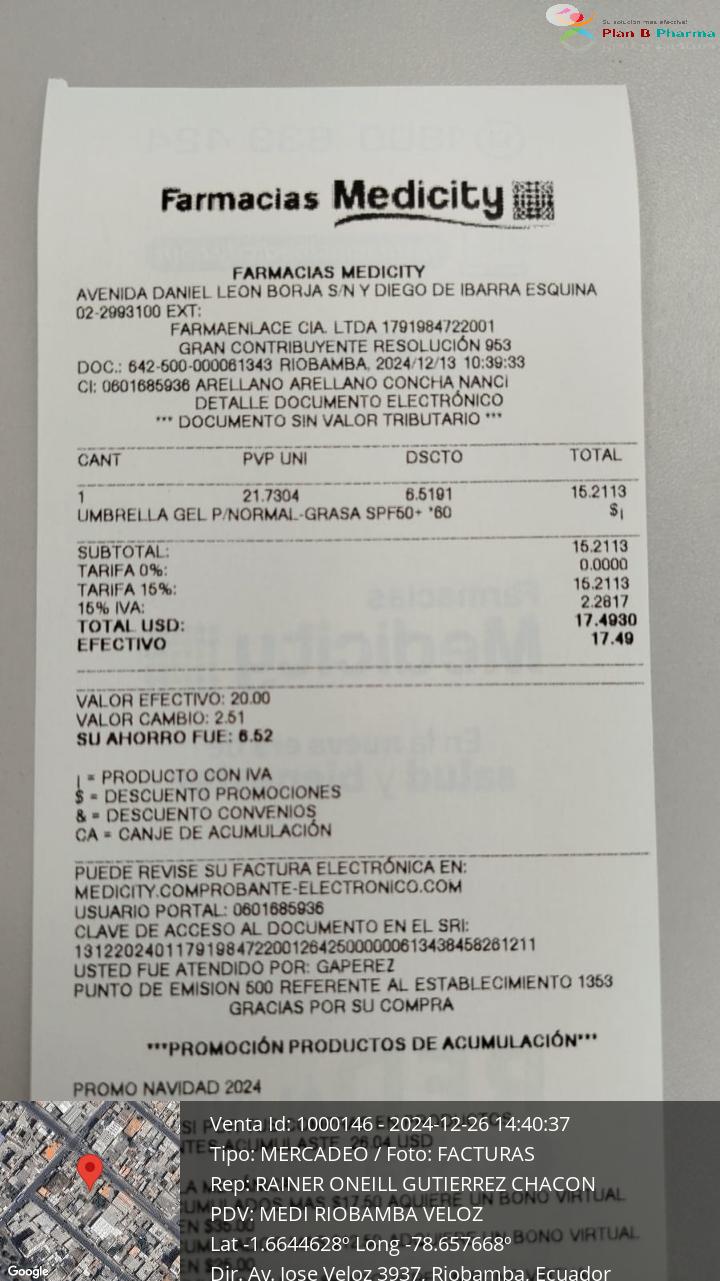 Su solución más efectiva!
Plan B Pharma
Farmacias Medicity
FARMACIAS MEDICITY
AVENIDA DANIEL LEON BORJA S/N Y DIEGO DE IBARRA ESQUINA
02-2993100 EXT:
FARMAENLACE CIA. LTDA 1791984722001
GRAN CONTRIBUYENTE RESOLUCIÓN 953
DOC.: 642-500-000061343 RIOBAMBA, 2024/12/13 10:39:33
CI: 0601685936 ARELLANO ARELLANO CONCHA NANCI
DETALLE DOCUMENTO ELECTRÓNICO
*** DOCUMENTO SIN VALOR TRIBUTARIO ***
CANT PVP UNI DSCTO TOTAL
1 21.7304 6.5191 15.2113
UMBRELLA GEL P/NORMAL-GRASA SPF50+ *60 $¡
SUBTOTAL: 15.2113
TARIFA 0%: 0.0000
TARIFA 15%: 15.2113
15% IVA: 2.2817
TOTAL USD: 17.4930
EFECTIVO 17.49
VALOR EFECTIVO: 20.00
VALOR CAMBIO: 2.51
SU AHORRO FUE: 6.52
¡ = PRODUCTO CON IVA
$ = DESCUENTO PROMOCIONES
& = DESCUENTO CONVENIOS
CA = CANJE DE ACUMULACIÓN
PUEDE REVISE SU FACTURA ELECTRÓNICA EN:
MEDICITY.COMPROBANTE-ELECTRONICO.COM
USUARIO PORTAL: 0601685936
CLAVE DE ACCESO AL DOCUMENTO EN EL SRI:
1312202401179198472200126425000000613438458261211
USTED FUE ATENDIDO POR: GAPEREZ
PUNTO DE EMISION 500 REFERENTE AL ESTABLECIMIENTO 1353
GRACIAS POR SU COMPRA
***PROMOCIÓN PRODUCTOS DE ACUMULACIÓN***
PROMO NAVIDAD 2024
Venta Id: 1000146 - 2024-12-26 14:40:37
Tipo: MERCADEO / Foto: FACTURAS
Rep: RAINER ONEILL GUTIERREZ CHACON
PDV: MEDI RIOBAMBA VELOZ
Lat -1.6644628º Long -78.657668º
Dir. Av. Jose Veloz 3937, Riobamba, Ecuador
Google